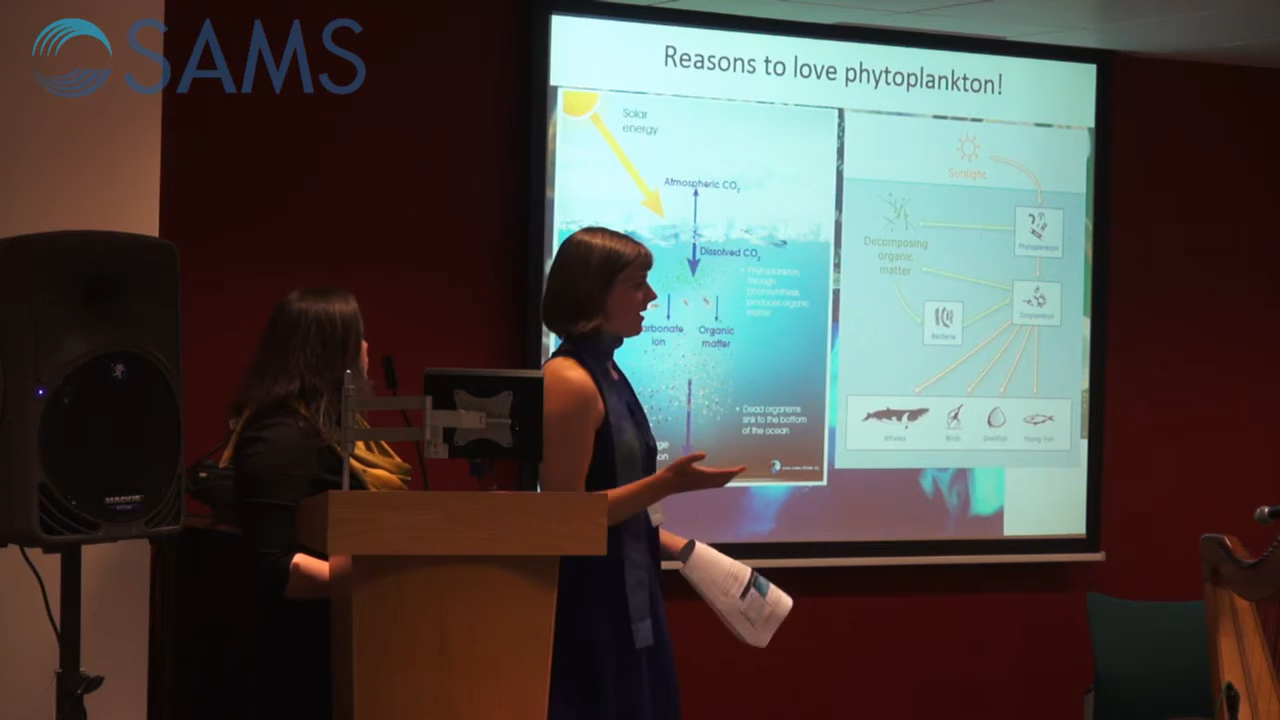 SAMS
Reasons to love phytoplankton!
Solar
energy
Atmospheric CO2
Dissolved CO2
• Phytoplankton,
through
photosynthesis,
produces organic
matter
arbonate
ion
Organic
matter
• Dead organisms
sink to the bottom
of the ocean
Sunlight
Phytoplankton
Decomposing
organic
matter
Zooplankton
Bacteria
Whales
Birds
Shellfish
Young fish
MACKIE